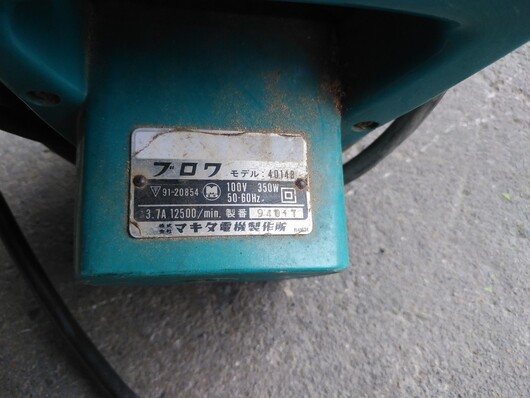 ブロワ モデル:4014B
▽91-20854 M 100V 350W 回
50-60Hz.
3.7A 12500/min. 製番
株式会社 マキタ電機製作所